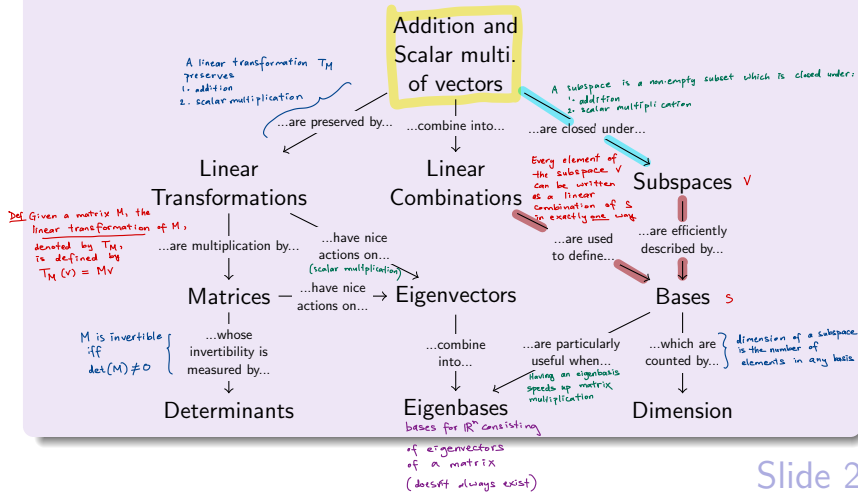 Addition and
Scalar multi.
of vectors
A linear transformation T_M
preserves
1. addition
2. scalar multiplication
A subspace is a non-empty subset which is closed under:
1. addition
2. scalar multiplication
...are preserved by...
...combine into...
...are closed under...
Linear
Transformations
Linear
Combinations
Every element of
the subspace V
can be written
as a linear
combination of S
in exactly one way
Subspaces V
Def Given a matrix M, the
linear transformation of M,
denoted by T_M,
is defined by
T_M(v) = Mv
...are multiplication by...
...have nice
actions on...
(scalar multiplication)
...are used
to define...
...are efficiently
described by...
Matrices
...have nice
actions on...
Eigenvectors
Bases S
M is invertible
iff
det(M) ≠ 0
...whose
invertibility is
measured by...
...combine
into...
...are particularly
useful when...
Having an eigenbasis
speeds up matrix
multiplication
...which are
counted by...
dimension of a subspace
is the number of
elements in any basis
Determinants
Eigenbases
Dimension
bases for ℝⁿ consisting
of eigenvectors
of a matrix
(doesn't always exist)
Slide 2